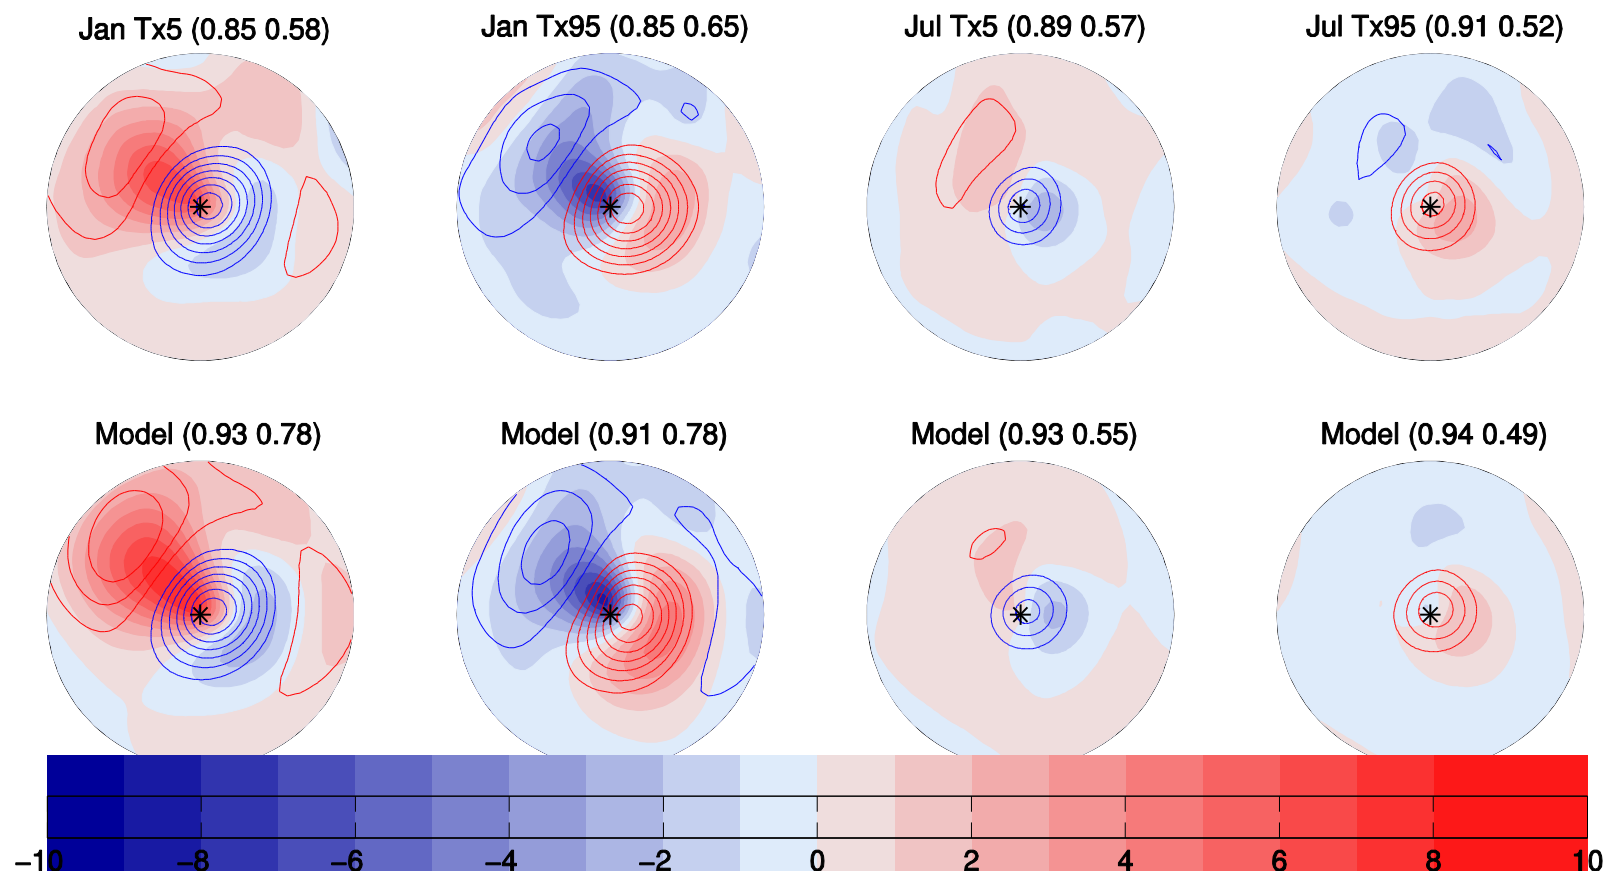 Jan Tx5 (0.85 0.58)
Jan Tx95 (0.85 0.65)
Jul Tx5 (0.89 0.57)
Jul Tx95 (0.91 0.52)
Model (0.93 0.78)
Model (0.91 0.78)
Model (0.93 0.55)
Model (0.94 0.49)
−10 −8 −6 −4 −2 0 2 4 6 8 10